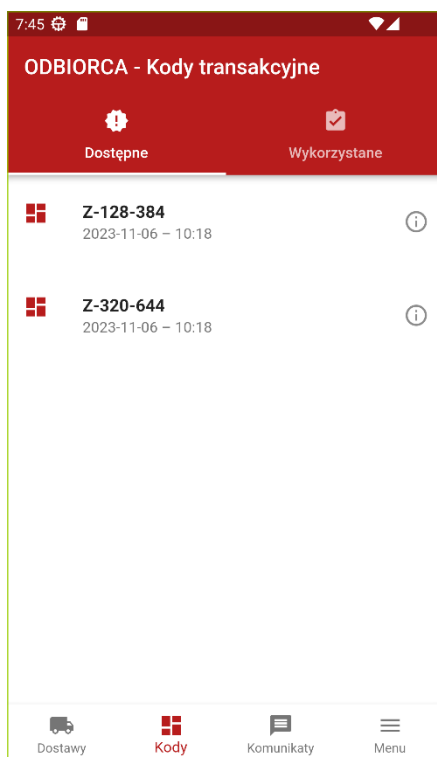 7:45
ODBIORCA - Kody transakcyjne
Dostępne
Wykorzystane
Z-128-384
2023-11-06 – 10:18
Z-320-644
2023-11-06 – 10:18
Dostawy
Kody
Komunikaty
Menu